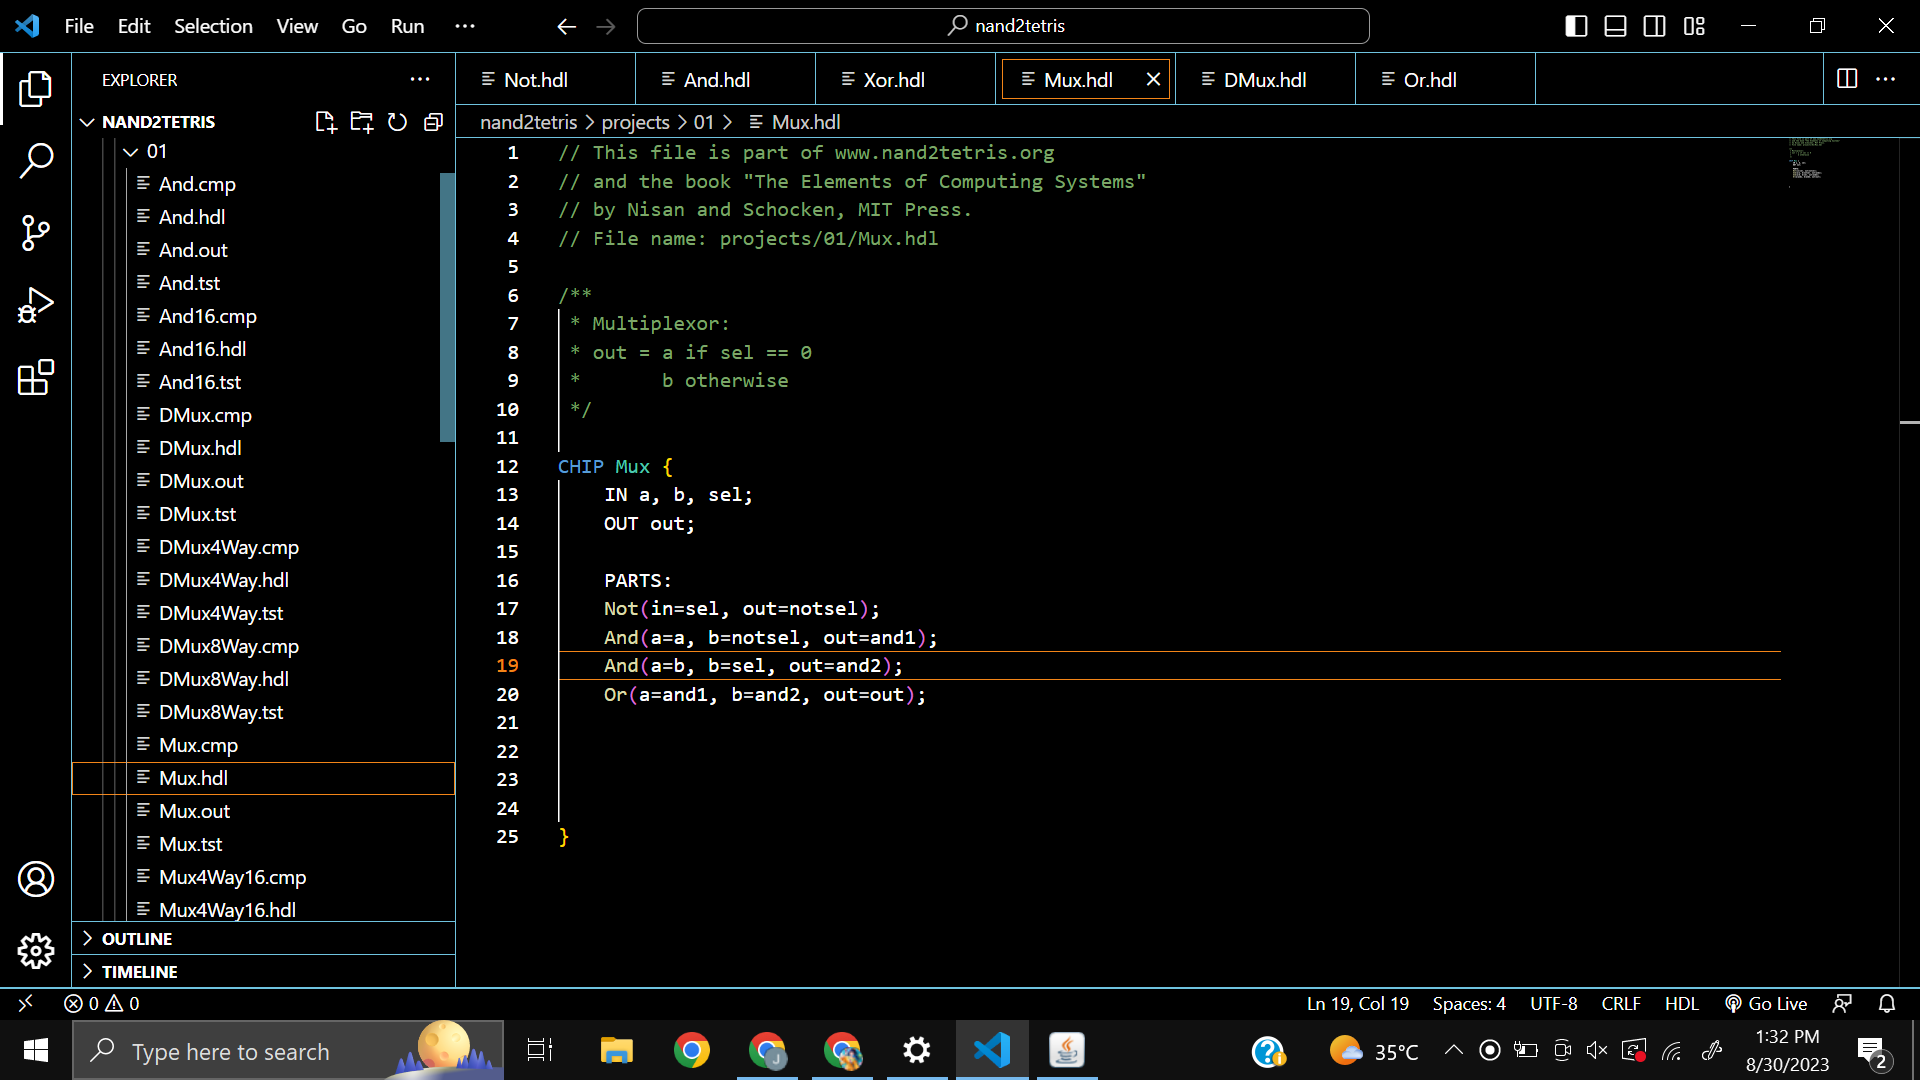 File Edit Selection View Go Run ···
nand2tetris
EXPLORER
NAND2TETRIS
01
And.cmp
And.hdl
And.out
And.tst
And16.cmp
And16.hdl
And16.tst
DMux.cmp
DMux.hdl
DMux.out
DMux.tst
DMux4Way.cmp
DMux4Way.hdl
DMux4Way.tst
DMux8Way.cmp
DMux8Way.hdl
DMux8Way.tst
Mux.cmp
Mux.hdl
Mux.out
Mux.tst
Mux4Way16.cmp
Mux4Way16.hdl
OUTLINE
TIMELINE
Not.hdl And.hdl Xor.hdl Mux.hdl DMux.hdl Or.hdl
nand2tetris > projects > 01 > Mux.hdl
1 // This file is part of www.nand2tetris.org
2 // and the book "The Elements of Computing Systems"
3 // by Nisan and Schocken, MIT Press.
4 // File name: projects/01/Mux.hdl
5
6 /**
7 * Multiplexor:
8 * out = a if sel == 0
9 *       b otherwise
10 */
11
12 CHIP Mux {
13     IN a, b, sel;
14     OUT out;
15
16     PARTS:
17     Not(in=sel, out=notsel);
18     And(a=a, b=notsel, out=and1);
19     And(a=b, b=sel, out=and2);
20     Or(a=and1, b=and2, out=out);
21
22
23
24
25 }
0 0
Ln 19, Col 19 Spaces: 4 UTF-8 CRLF HDL Go Live
Type here to search
J
35°C
1:32 PM
8/30/2023
2